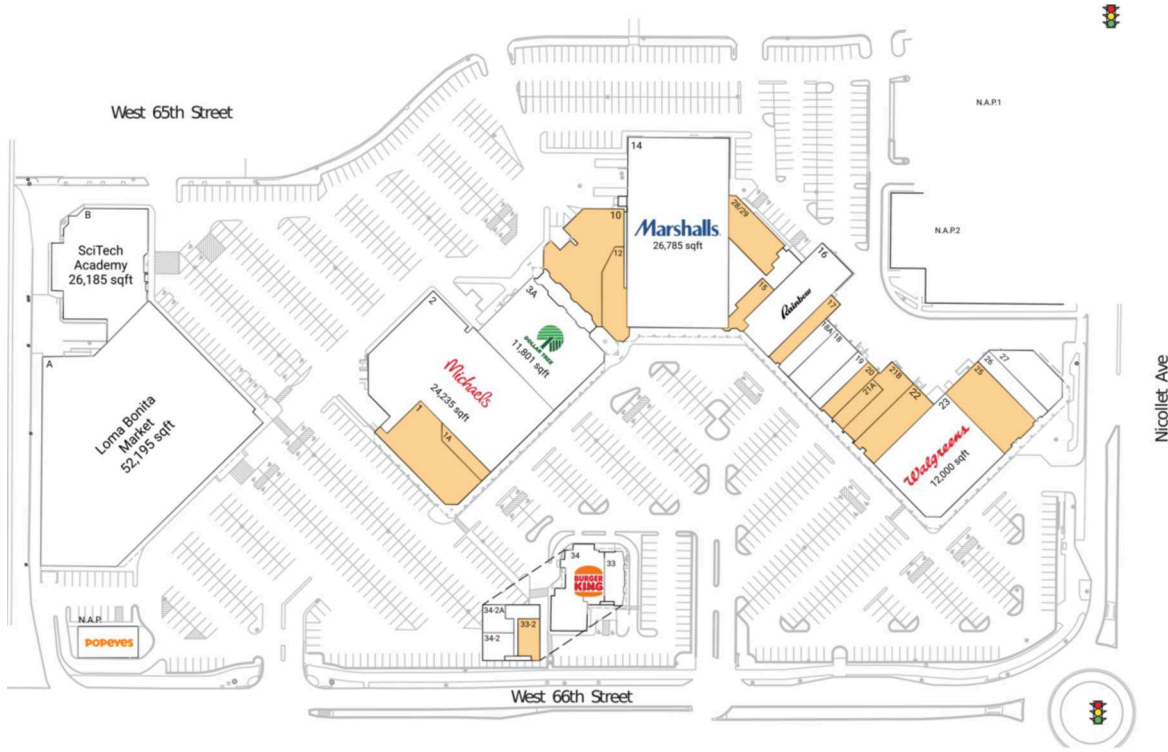 West 65th Street
N.A.P.1
N.A.P.2
B
SciTech
Academy
26,185 sqft
A
Loma Bonita
Market
52,195 sqft
N.A.P.
POPEYES
2
Michaels
24,235 sqft
1
1A
3A
DOLLAR TREE
11,801 sqft
10
12
14
Marshalls
26,785 sqft
28/29
15
16
Rainbow
17
18A
18
19
20
21A
21B
22
23
Walgreens
12,000 sqft
25
26
27
34
33
BURGER
KING
34-2A
34-2
33-2
West 66th Street
Nicollet Ave